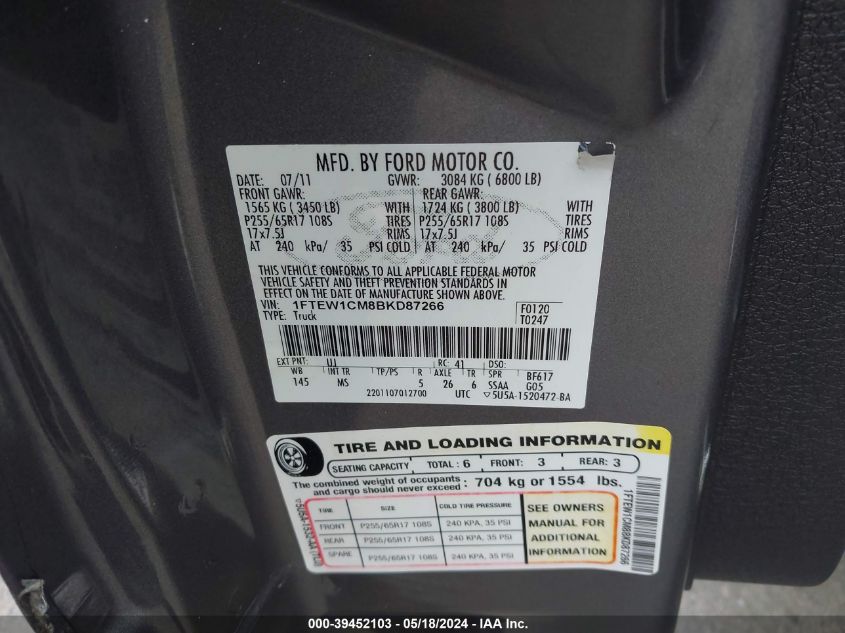 MFD. BY FORD MOTOR CO.
DATE: 07/11 GVWR: 3084 KG ( 6800 LB)
FRONT GAWR: REAR GAWR:
1565 KG ( 3450 LB) WITH 1724 KG ( 3800 LB) WITH
P255/65R17 108S TIRES P255/65R17 108S TIRES
17x7.5J RIMS 17x7.5J RIMS
AT 240 kPa/ 35 PSI COLD AT 240 kPa/ 35 PSI COLD
THIS VEHICLE CONFORMS TO ALL APPLICABLE FEDERAL MOTOR
VEHICLE SAFETY AND THEFT PREVENTION STANDARDS IN
EFFECT ON THE DATE OF MANUFACTURE SHOWN ABOVE.
VIN: 1FTEW1CM8BKD87266 F0120
TYPE: Truck T0247
EXT PNT: UJ RC: 41 DSO:
WB INT TR TP/PS R AXLE TR SPR BF617
145 MS 5 26 6 SSAA G05
2201107012700 UTC ▽5U5A-1520472-BA
TIRE AND LOADING INFORMATION
SEATING CAPACITY TOTAL : 6 FRONT: 3 REAR: 3
The combined weight of occupants and cargo should never exceed : 704 kg or 1554 lbs.
TIRE SIZE COLD TIRE PRESSURE
FRONT P255/65R17 108S 240 KPA, 35 PSI
REAR P255/65R17 108S 240 KPA, 35 PSI
SPARE P255/65R17 108S 240 KPA, 35 PSI
SEE OWNERS
MANUAL FOR
ADDITIONAL
INFORMATION
1FTEW1CM8BKD87266
000-39452103 - 05/18/2024 - IAA Inc.